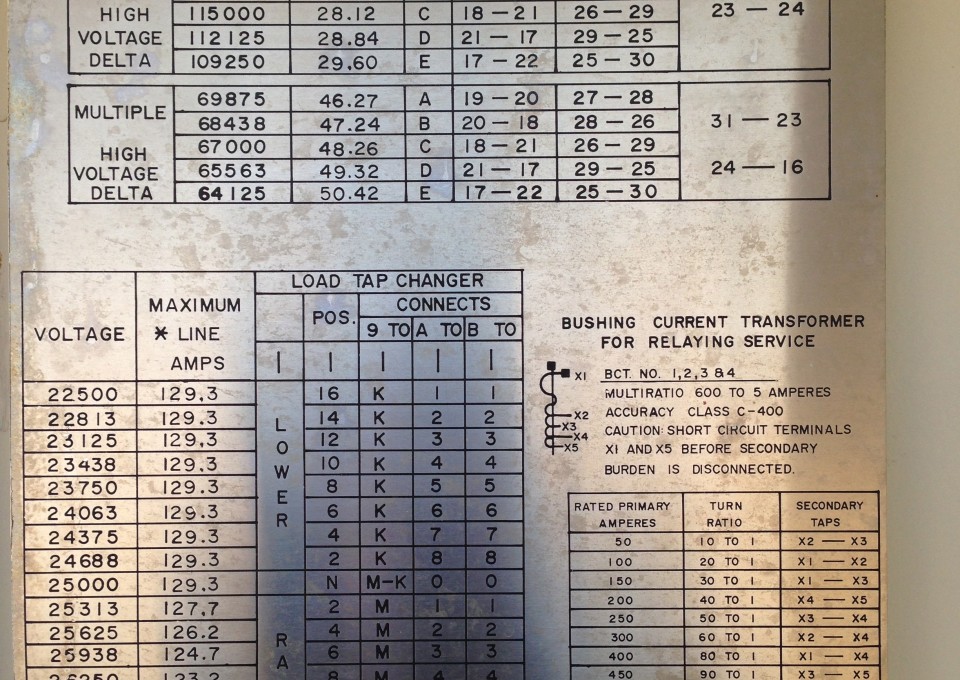 HIGH 115000 28.12 C 18 — 21 26 — 29 23 — 24
VOLTAGE 112125 28.84 D 21 — 17 29 — 25
DELTA 109250 29.60 E 17 — 22 25 — 30
MULTIPLE 69875 46.27 A 19 — 20 27 — 28
68438 47.24 B 20 — 18 28 — 26 31 — 23
HIGH 67000 48.26 C 18 — 21 26 — 29
VOLTAGE 65563 49.32 D 21 — 17 29 — 25 24 — 16
DELTA 64125 50.42 E 17 — 22 25 — 30
LOAD TAP CHANGER
VOLTAGE MAXIMUM * LINE AMPS POS. CONNECTS
9 TO A TO B TO
| | | | |
LOWER
22500 129.3 16 K 1 1
22813 129.3 14 K 2 2
23125 129.3 12 K 3 3
23438 129.3 10 K 4 4
23750 129.3 8 K 5 5
24063 129.3 6 K 6 6
24375 129.3 4 K 7 7
24688 129.3 2 K 8 8
25000 129.3 N M-K 0 0
RA
25313 127.7 2 M 1 1
25625 126.2 4 M 2 2
25938 124.7 6 M 3 3
26250 123.2 8 M 4 4
BUSHING CURRENT TRANSFORMER
FOR RELAYING SERVICE
X1
X2
X3
X4
X5
BCT. NO. 1,2,3 & 4
MULTIRATIO 600 TO 5 AMPERES
ACCURACY CLASS C-400
CAUTION: SHORT CIRCUIT TERMINALS
X1 AND X5 BEFORE SECONDARY
BURDEN IS DISCONNECTED.
RATED PRIMARY AMPERES TURN RATIO SECONDARY TAPS
50 10 TO 1 X2 — X3
100 20 TO 1 X1 — X2
150 30 TO 1 X1 — X3
200 40 TO 1 X4 — X5
250 50 TO 1 X3 — X4
300 60 TO 1 X2 — X4
400 80 TO 1 X1 — X4
450 90 TO 1 X3 — X5